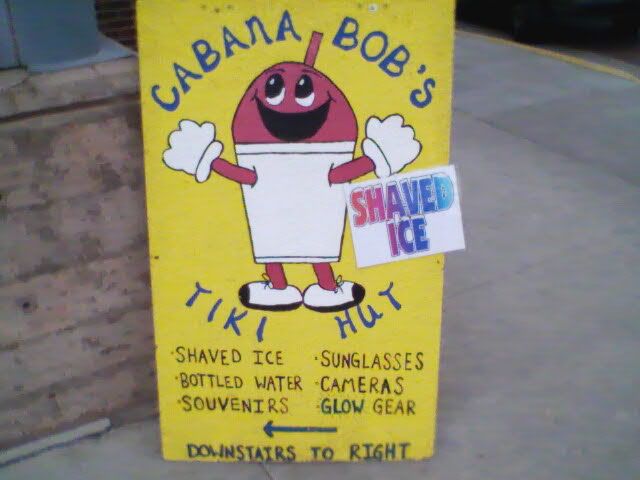 CABANA BOB'S
SHAVED
ICE
TIKI HUT
·SHAVED ICE ·SUNGLASSES
·BOTTLED WATER ·CAMERAS
·SOUVENIRS ·GLOW GEAR
DOWNSTAIRS TO RIGHT